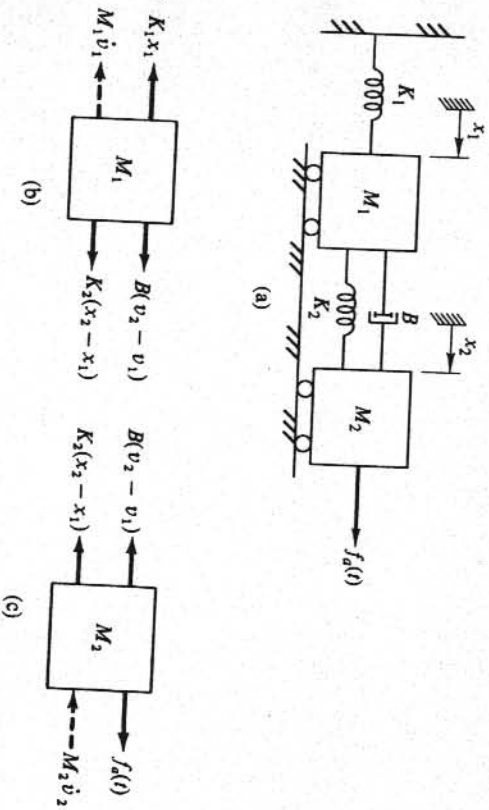 x₁
x₂
K₁
M₁
B
K₂
M₂
fₐ(t)
(a)
K₁x₁
M₁v̇₁
M₁
B(v₂ − v₁)
K₂(x₂ − x₁)
(b)
B(v₂ − v₁)
K₂(x₂ − x₁)
M₂
fₐ(t)
M₂v̇₂
(c)